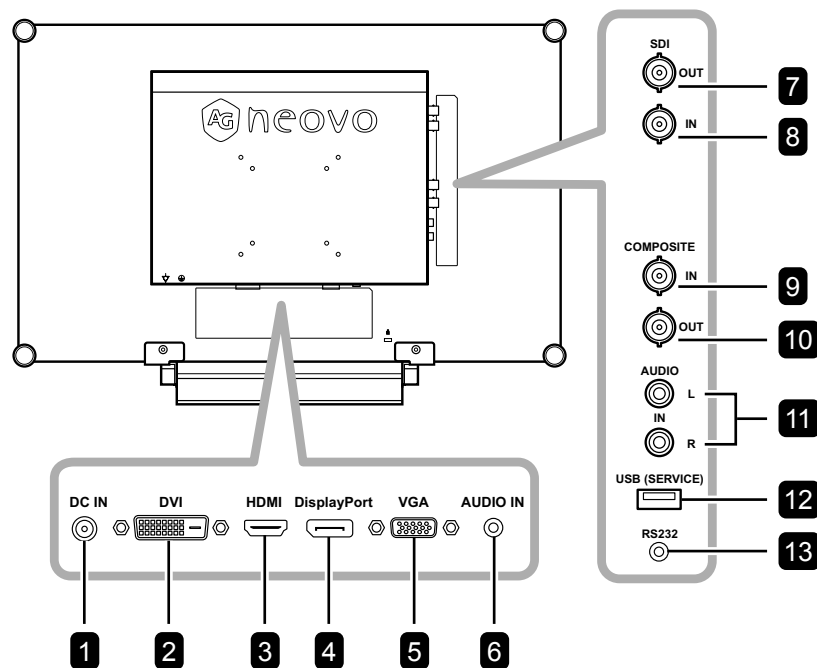 SDI
OUT
7
IN
8
AG neovo
COMPOSITE
IN
9
OUT
10
AUDIO
L
IN
11
R
USB (SERVICE)
12
RS232
13
DC IN DVI HDMI DisplayPort VGA AUDIO IN
1 2 3 4 5 6